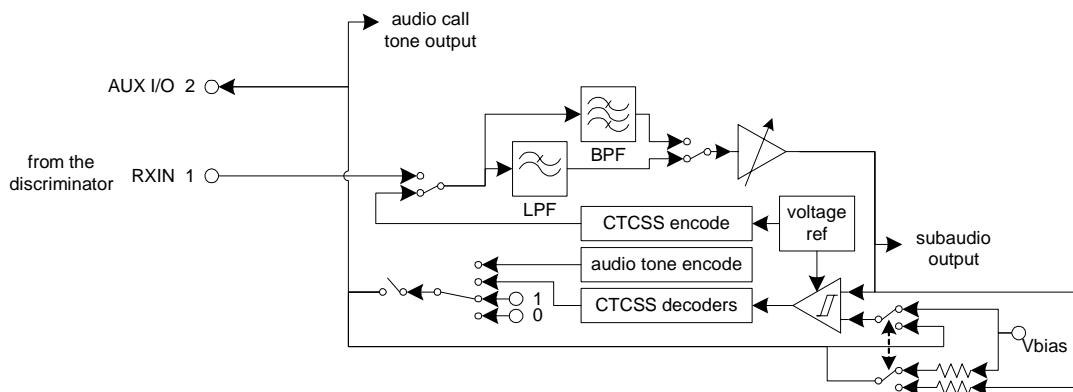 audio call
tone output
AUX I/O 2
from the
discriminator
RXIN 1
BPF
LPF
CTCSS encode
voltage
ref
subaudio
output
audio tone encode
CTCSS decoders
1
0
Vbias